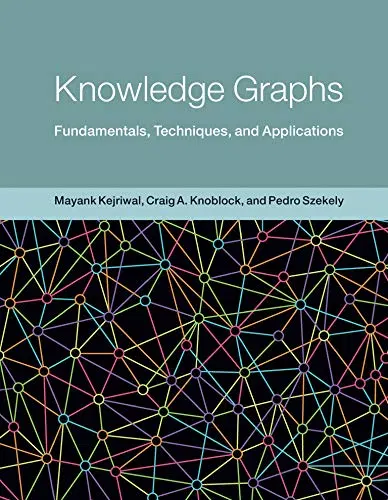 Knowledge Graphs
Fundamentals, Techniques, and Applications
Mayank Kejriwal, Craig A. Knoblock, and Pedro Szekely